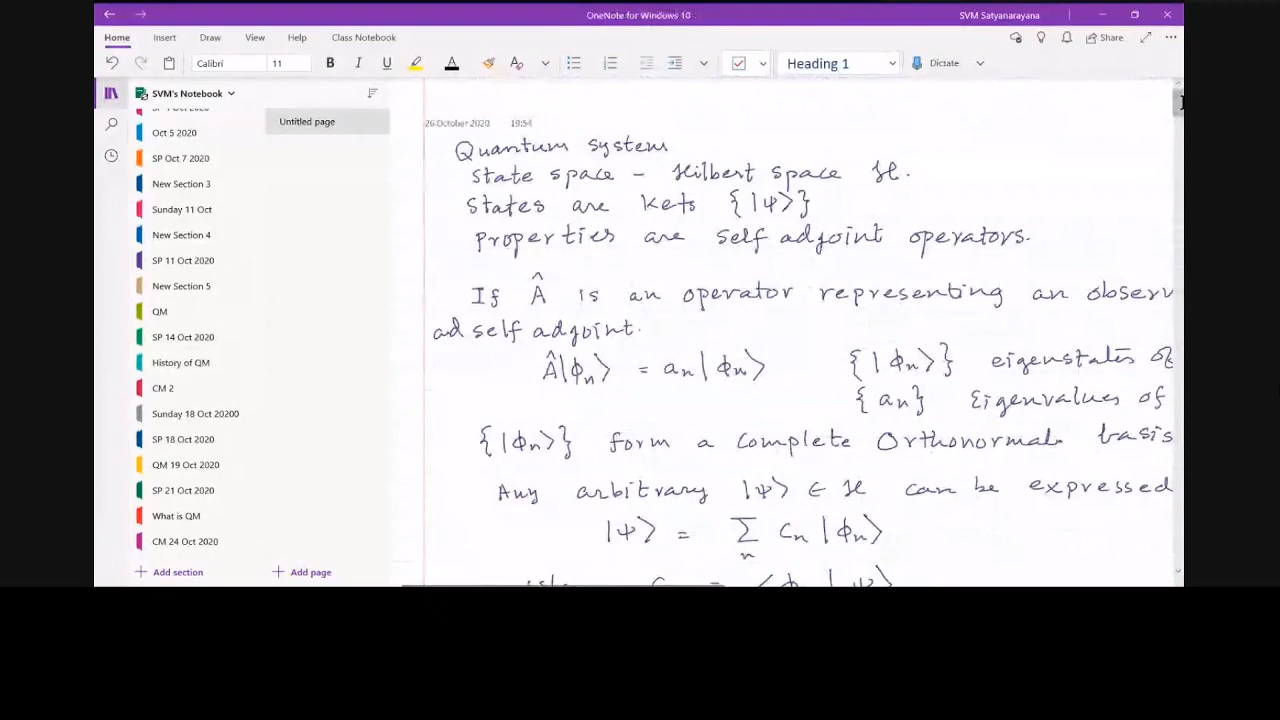 OneNote for Windows 10
SVM Satyanarayana
Home Insert Draw View Help Class Notebook
Share
Calibri 11 B I U A Heading 1 Dictate
SVM's Notebook
Oct 5 2020
SP Oct 7 2020
New Section 3
Sunday 11 Oct
New Section 4
SP 11 Oct 2020
New Section 5
QM
SP 14 Oct 2020
History of QM
CM 2
Sunday 18 Oct 20200
SP 18 Oct 2020
QM 19 Oct 2020
SP 21 Oct 2020
What is QM
CM 24 Oct 2020
Add section
Untitled page
Add page
26 October 2020 19:54
Quantum system
State space - Hilbert space ℋ.
States are kets {|ψ⟩}
Properties are self adjoint operators.
If Â is an operator representing an observ
ad self adjoint.
Â|ϕn⟩ = an|ϕn⟩ {|ϕn⟩} eigenstates of
{an} Eigenvalues of
{|ϕn⟩} form a complete Orthonormal basis
Any arbitrary |ψ⟩ ∈ ℋ can be expressed
|ψ⟩ = Σn cn |ϕn⟩